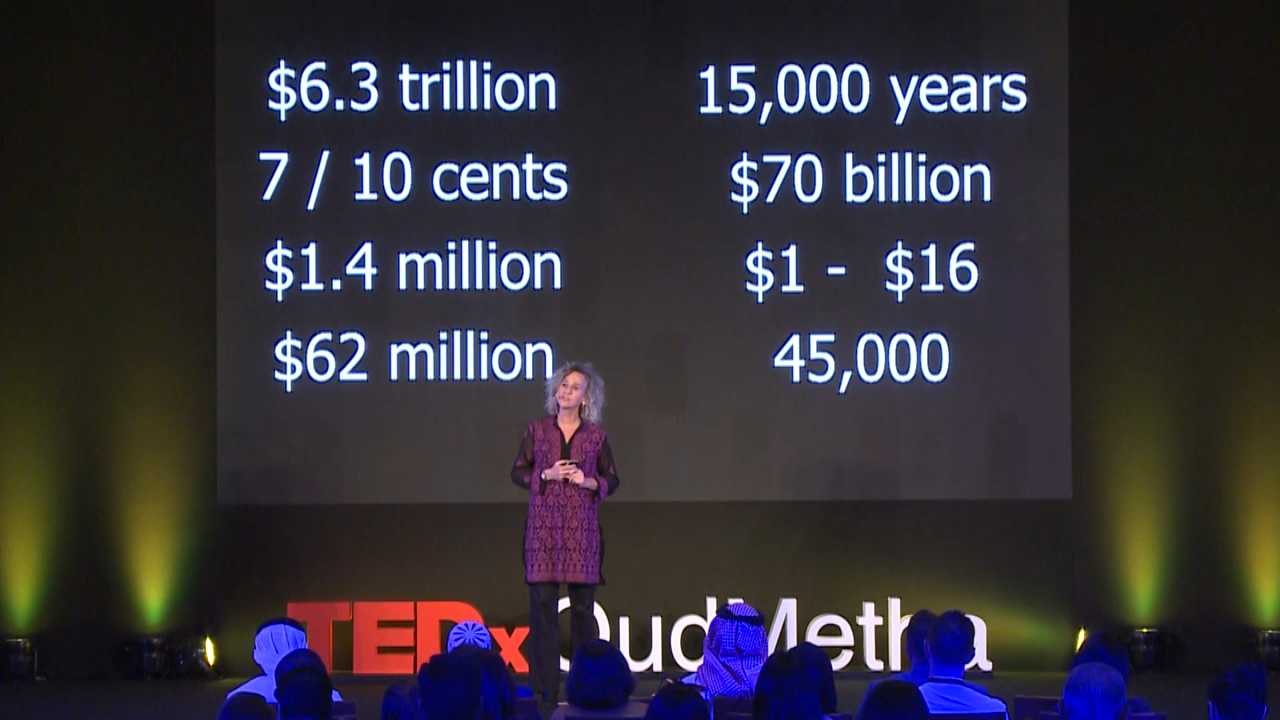 $6.3 trillion
7 / 10 cents
$1.4 million
$62 million
15,000 years
$70 billion
$1 - $16
45,000
TEDx OudMetha